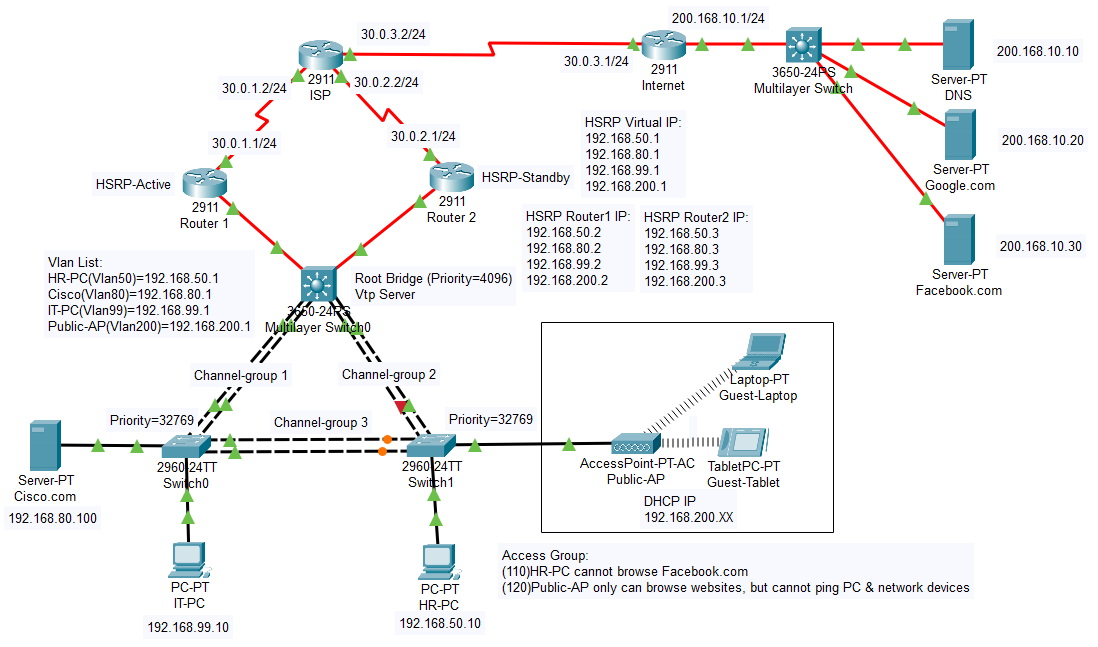 30.0.3.2/24
200.168.10.1/24
30.0.3.1/24
2911
ISP
2911
Internet
3650-24PS
Multilayer Switch
Server-PT
DNS
200.168.10.10
30.0.1.2/24
30.0.2.2/24
30.0.1.1/24
30.0.2.1/24
HSRP Virtual IP:
192.168.50.1
192.168.80.1
192.168.99.1
192.168.200.1
Server-PT
Google.com
200.168.10.20
HSRP-Active
2911
Router 1
HSRP-Standby
2911
Router 2
HSRP Router1 IP:
192.168.50.2
192.168.80.2
192.168.99.2
192.168.200.2
HSRP Router2 IP:
192.168.50.3
192.168.80.3
192.168.99.3
192.168.200.3
Server-PT
Facebook.com
200.168.10.30
Vlan List:
HR-PC(Vlan50)=192.168.50.1
Cisco(Vlan80)=192.168.80.1
IT-PC(Vlan99)=192.168.99.1
Public-AP(Vlan200)=192.168.200.1
Root Bridge (Priority=4096)
Vtp Server
3650-24PS
Multilayer Switch0
Channel-group 1
Channel-group 2
Channel-group 3
Priority=32769
Priority=32769
Server-PT
Cisco.com
192.168.80.100
2960-24TT
Switch0
2960-24TT
Switch1
Laptop-PT
Guest-Laptop
AccessPoint-PT-AC
Public-AP
TabletPC-PT
Guest-Tablet
DHCP IP
192.168.200.XX
PC-PT
IT-PC
192.168.99.10
PC-PT
HR-PC
192.168.50.10
Access Group:
(110)HR-PC cannot browse Facebook.com
(120)Public-AP only can browse websites, but cannot ping PC & network devices